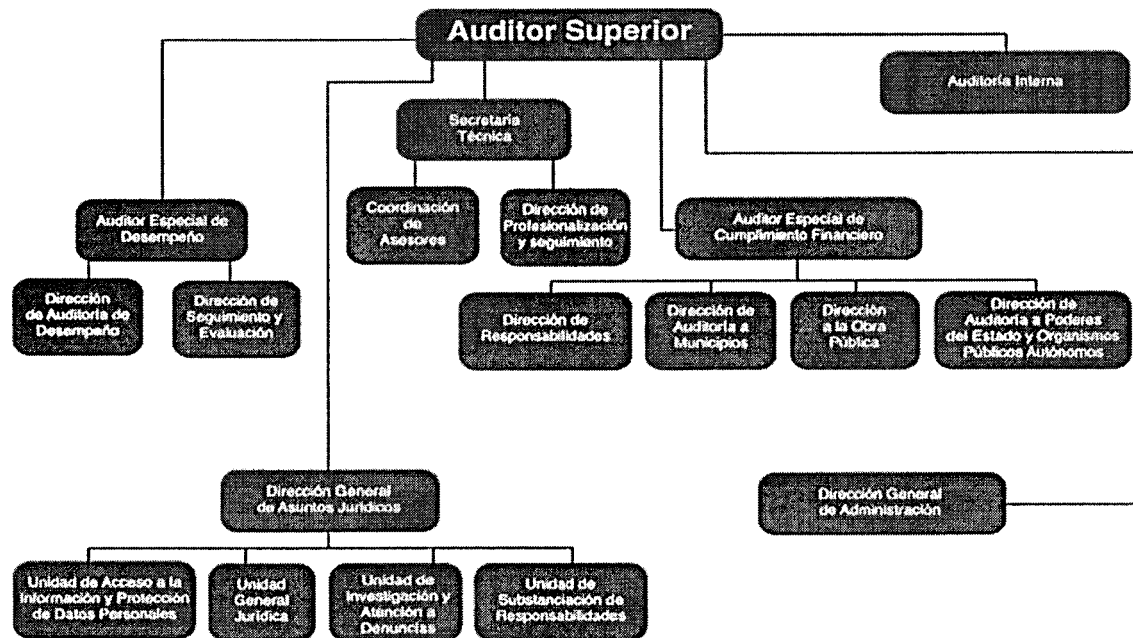 Auditor Superior
Auditoría Interna
Secretaría
Técnica
Coordinación
de
Asesores
Dirección de
Profesionalización
y seguimiento
Auditor Especial de
Desempeño
Auditor Especial de
Cumplimiento Financiero
Dirección
de Auditoría de
Desempeño
Dirección de
Seguimiento y
Evaluación
Dirección de
Responsabilidades
Dirección de
Auditoría a
Municipios
Dirección
a la Obra
Pública
Dirección de
Auditoría a Poderes
del Estado y Organismos
Públicos Autónomos
Dirección General
de Asuntos Jurídicos
Dirección General
de Administración
Unidad de Acceso a la
Información y Protección
de Datos Personales
Unidad
General
Jurídica
Unidad de
Investigación y
Atención a
Denuncias
Unidad de
Substanciación de
Responsabilidades